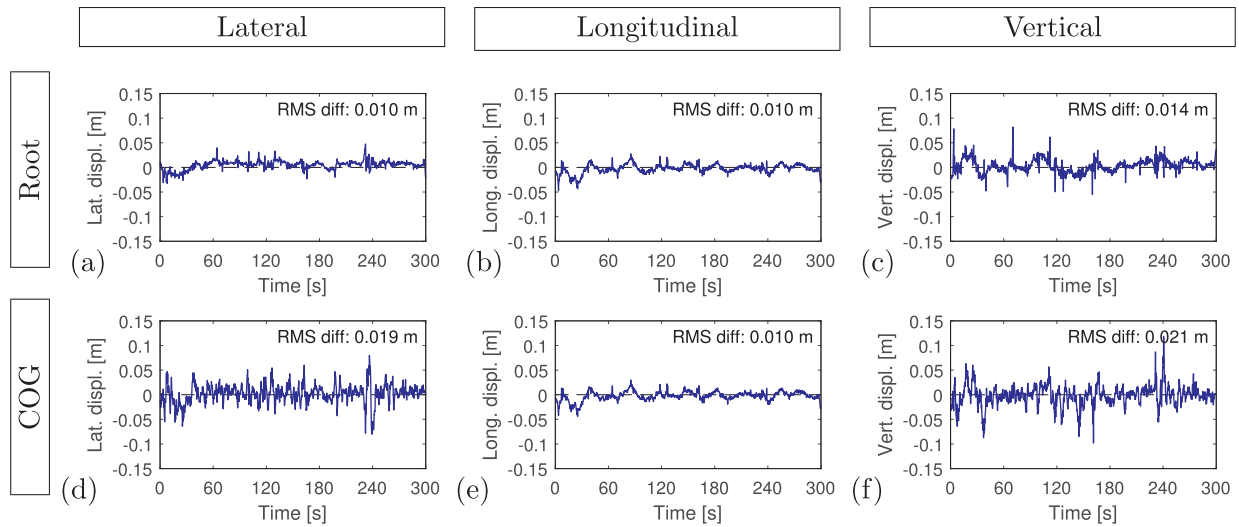 Lateral
Longitudinal
Vertical
Root
RMS diff: 0.010 m
0.15
0.1
0.05
0
-0.05
-0.1
-0.15
Lat. displ. [m]
0 60 120 180 240 300
Time [s]
(a)
RMS diff: 0.010 m
0.15
0.1
0.05
0
-0.05
-0.1
-0.15
Long. displ. [m]
0 60 120 180 240 300
Time [s]
(b)
RMS diff: 0.014 m
0.15
0.1
0.05
0
-0.05
-0.1
-0.15
Vert. displ. [m]
0 60 120 180 240 300
Time [s]
(c)
COG
RMS diff: 0.019 m
0.15
0.1
0.05
0
-0.05
-0.1
-0.15
Lat. displ. [m]
0 60 120 180 240 300
Time [s]
(d)
RMS diff: 0.010 m
0.15
0.1
0.05
0
-0.05
-0.1
-0.15
Long. displ. [m]
0 60 120 180 240 300
Time [s]
(e)
RMS diff: 0.021 m
0.15
0.1
0.05
0
-0.05
-0.1
-0.15
Vert. displ. [m]
0 60 120 180 240 300
Time [s]
(f)